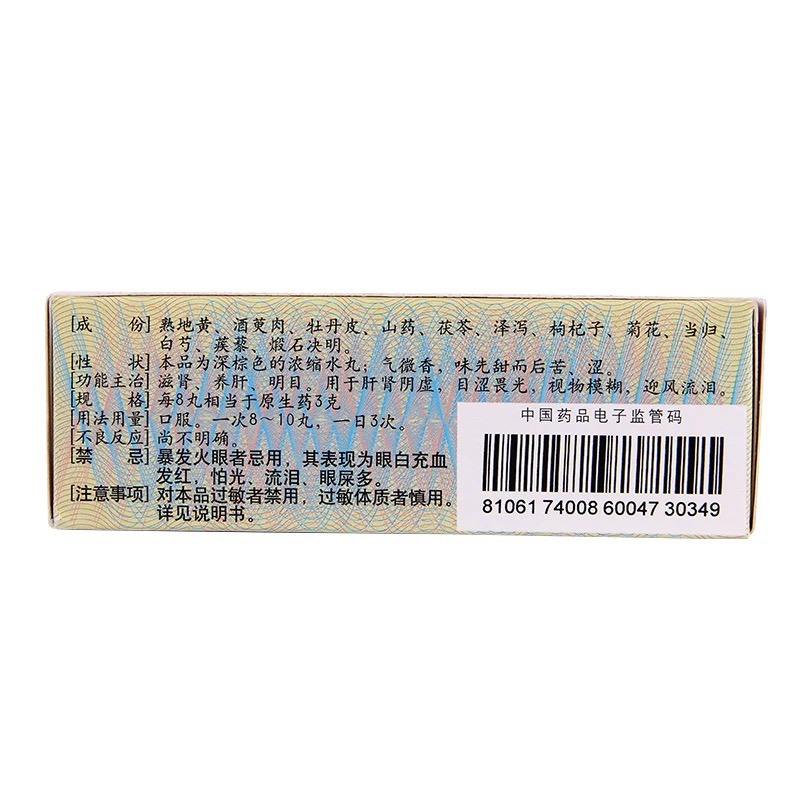 [成份]熟地黄、酒萸肉、牡丹皮、山药、茯苓、泽泻、枸杞子、菊花、当归、
白芍、蒺藜、煅石决明。
[性状]本品为深棕色的浓缩水丸；气微香，味先甜而后苦、涩。
[功能主治]滋肾、养肝、明目。用于肝肾阴虚，目涩畏光，视物模糊，迎风流泪。
[规格]每8丸相当于原生药3克
[用法用量]口服。一次8～10丸，一日3次。
[不良反应]尚不明确。
[禁忌]暴发火眼者忌用，其表现为眼白充血
发红，怕光、流泪、眼屎多。
[注意事项]对本品过敏者禁用，过敏体质者慎用。
详见说明书。
中国药品电子监管码
81061 74008 60047 30349